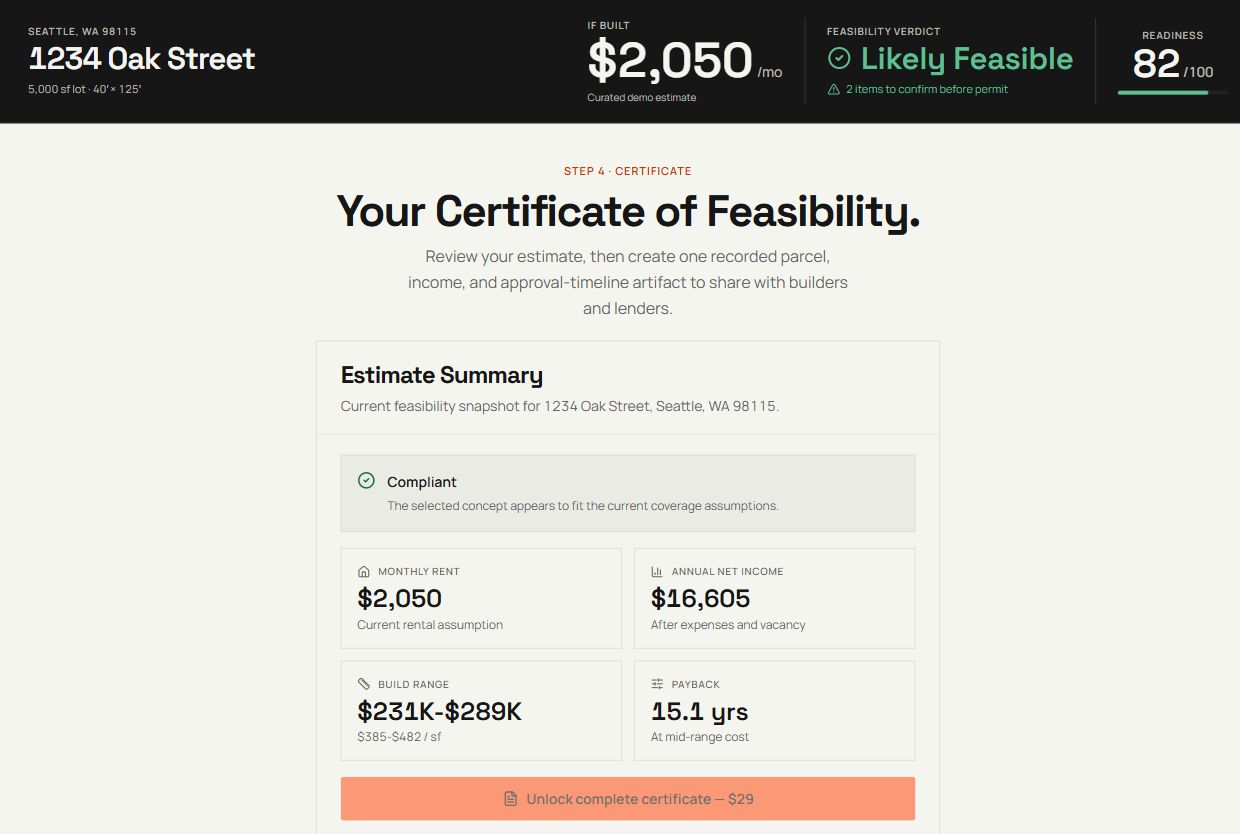 SEATTLE, WA 98115
1234 Oak Street
5,000 sf lot · 40′ × 125′
IF BUILT
$2,050 /mo
Curated demo estimate
FEASIBILITY VERDICT
Likely Feasible
2 items to confirm before permit
READINESS
82 /100
STEP 4 · CERTIFICATE
Your Certificate of Feasibility.
Review your estimate, then create one recorded parcel,
income, and approval-timeline artifact to share with builders
and lenders.
Estimate Summary
Current feasibility snapshot for 1234 Oak Street, Seattle, WA 98115.
Compliant
The selected concept appears to fit the current coverage assumptions.
MONTHLY RENT
$2,050
Current rental assumption
ANNUAL NET INCOME
$16,605
After expenses and vacancy
BUILD RANGE
$231K-$289K
$385-$482 / sf
PAYBACK
15.1 yrs
At mid-range cost
Unlock complete certificate — $29